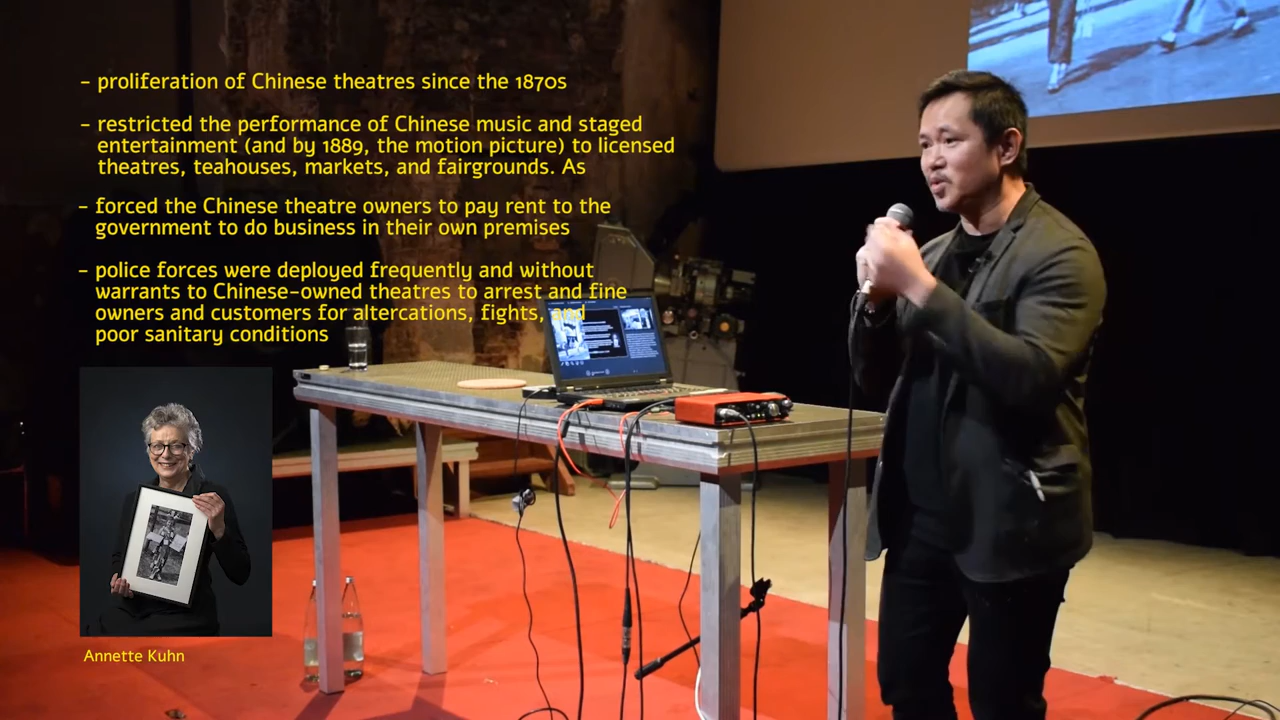 - proliferation of Chinese theatres since the 1870s
- restricted the performance of Chinese music and staged
entertainment (and by 1889, the motion picture) to licensed
theatres, teahouses, markets, and fairgrounds. As
- forced the Chinese theatre owners to pay rent to the
government to do business in their own premises
- police forces were deployed frequently and without
warrants to Chinese-owned theatres to arrest and fine
owners and customers for altercations, fights, and
poor sanitary conditions
Annette Kuhn